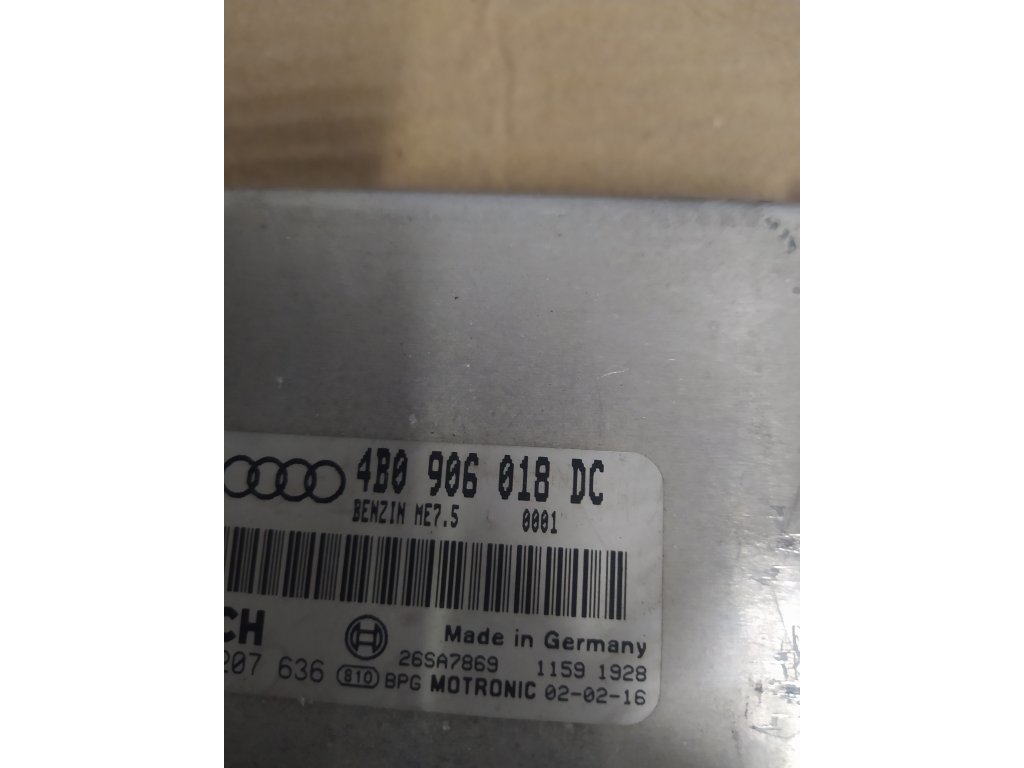 4B0 906 018 DC
BENZIN ME7.5 0001
CH
Made in Germany
207 636 810 26SA7869 1159 1928
BPG MOTRONIC 02-02-16